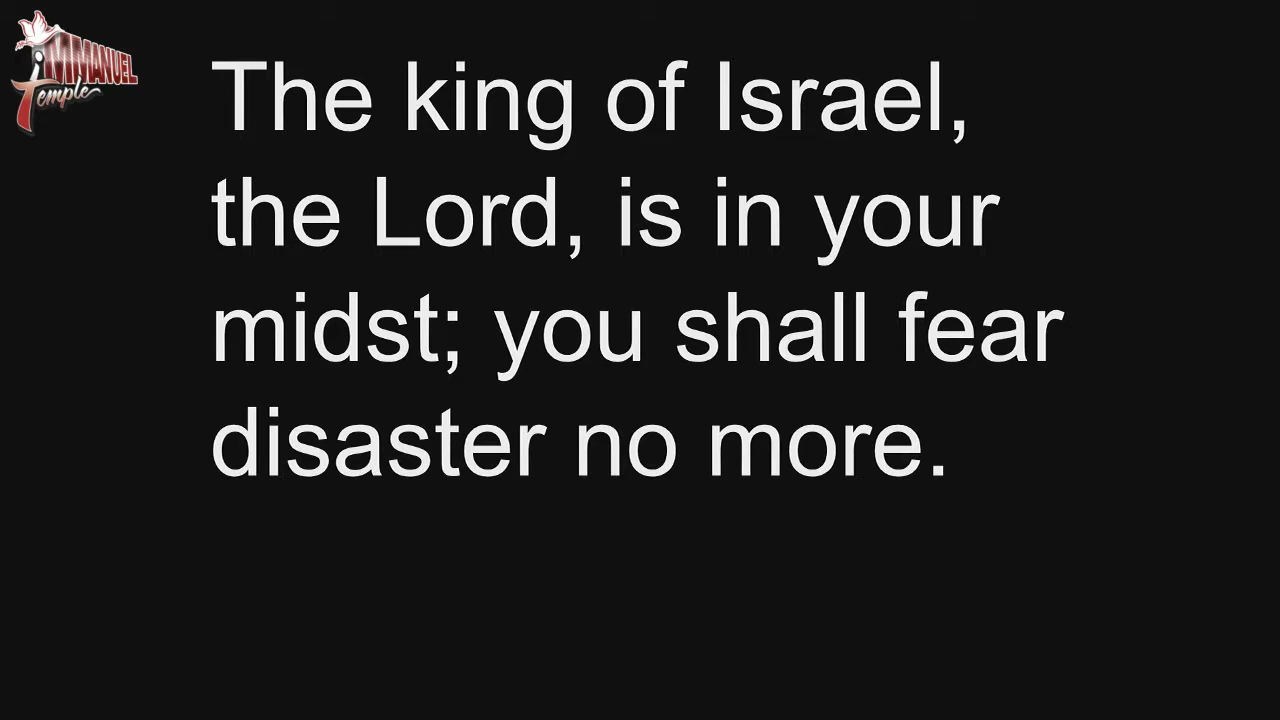 iMMANUEL
Temple
The king of Israel,
the Lord, is in your
midst; you shall fear
disaster no more.